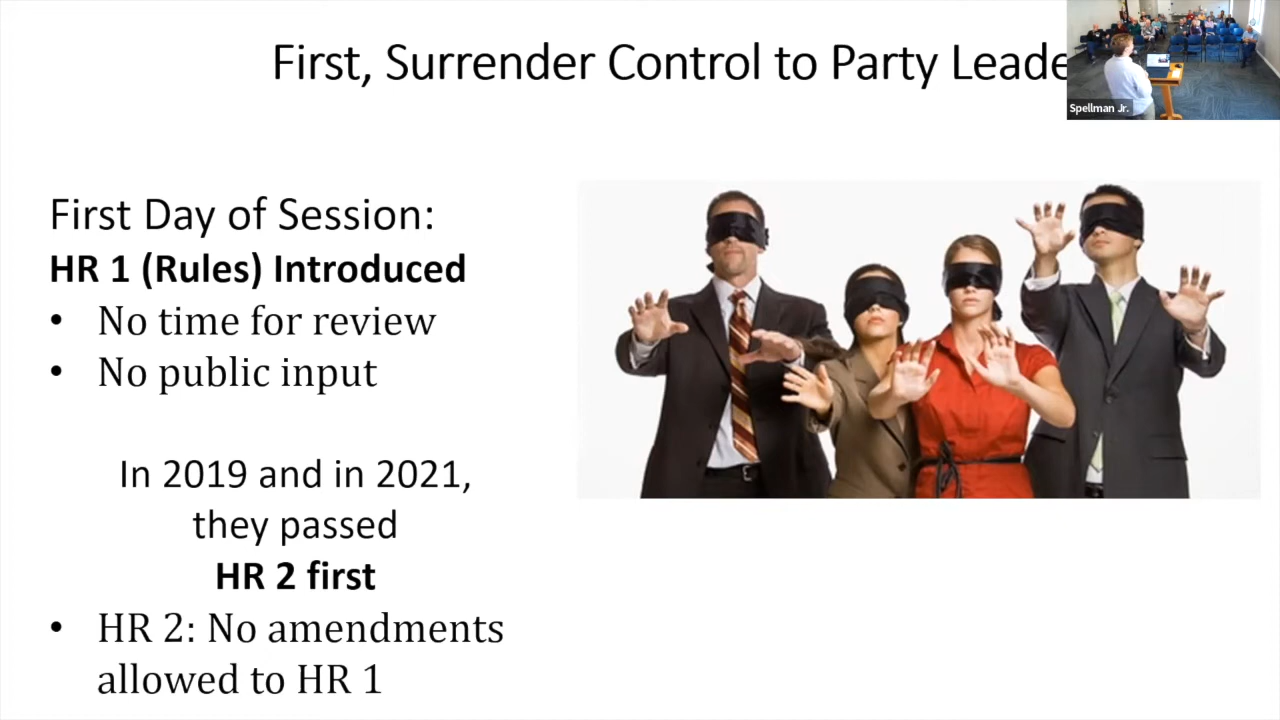 First, Surrender Control to Party Leade
Spellman Jr.
First Day of Session:
HR 1 (Rules) Introduced
• No time for review
• No public input
In 2019 and in 2021,
they passed
HR 2 first
• HR 2: No amendments
allowed to HR 1